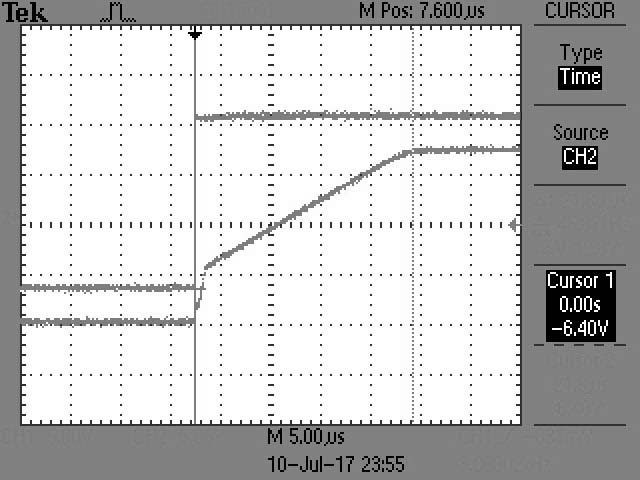 Tek
M Pos: 7.600µs
CURSOR
Type
Time
Source
CH2
Cursor 1
0.00s
-6.40V
M 5.00µs
10-Jul-17 23:55